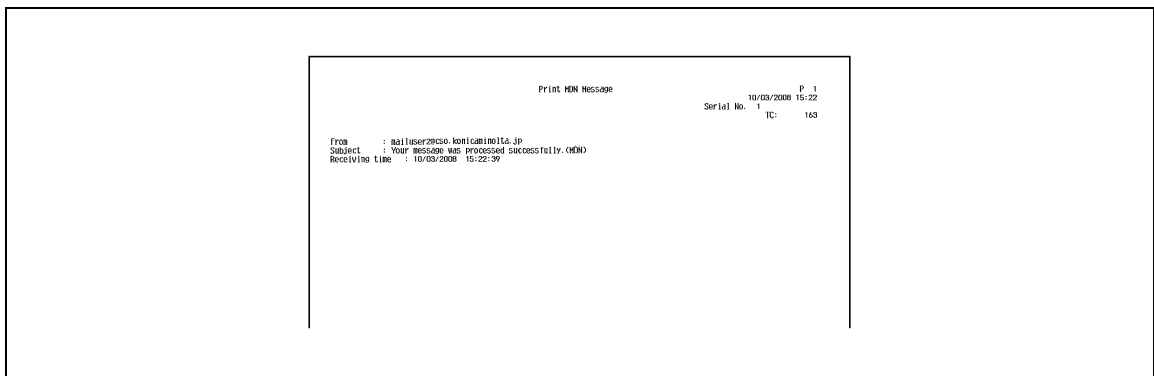 Print MDN Message P 1
10/03/2008 15:22
Serial No. 1
TC: 163
From : mailuser2@cso.konicaminolta.jp
Subject : Your message was processed successfully.(MDN)
Receiving time : 10/03/2008 15:22:39